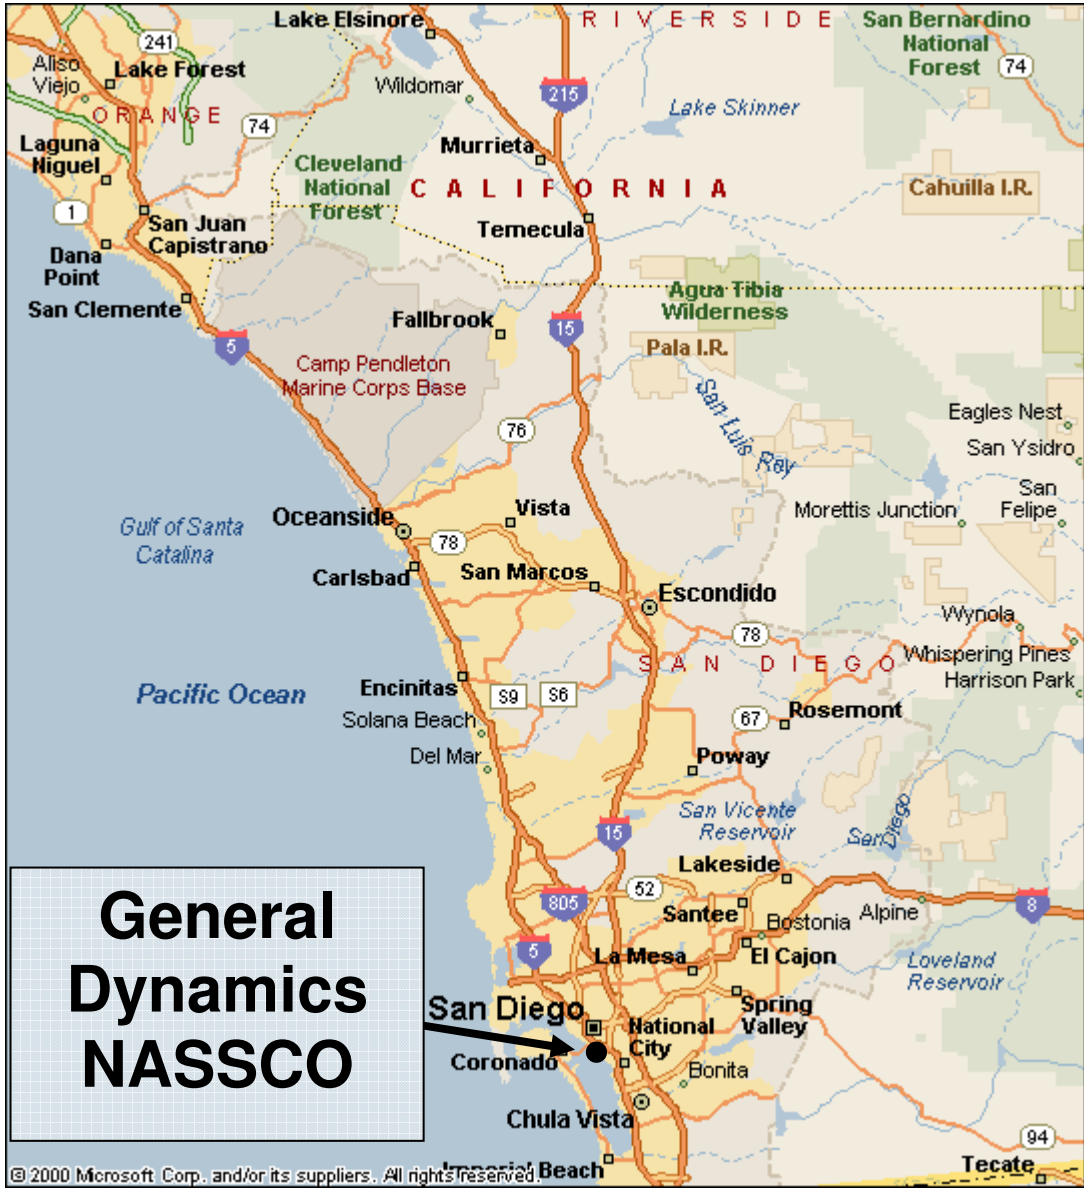 Lake Elsinore
R I V E R S I D E
San Bernardino
National
Forest
74
241
Aliso
Viejo
Lake Forest
Wildomar
215
Lake Skinner
O R A N G E
74
Laguna
Niguel
Murrieta
Cleveland
National
Forest
C A L I F O R N I A
Cahuilla I.R.
1
San Juan
Capistrano
Temecula
Dana
Point
San Clemente
Agua Tibia
Wilderness
Fallbrook
15
5
Pala I.R.
Camp Pendleton
Marine Corps Base
San Luis Rey
Eagles Nest
76
San Ysidro
San
Felipe
Morettis Junction
Oceanside
Vista
Gulf of Santa
Catalina
78
Carlsbad
San Marcos
Escondido
Wynola
78
S A N D I E G O
Whispering Pines
Harrison Park
Encinitas
Pacific Ocean
S9
S6
Rosemont
Solana Beach
67
Del Mar
Poway
San Vicente
Reservoir
San Diego
15
Lakeside
General
Dynamics
NASSCO
52
805
Santee
Alpine
8
Bostonia
5
La Mesa
El Cajon
Loveland
Reservoir
San Diego
Spring
Valley
National
City
Coronado
Bonita
Chula Vista
94
Imperial Beach
Tecate
© 2000 Microsoft Corp. and/or its suppliers. All rights reserved.